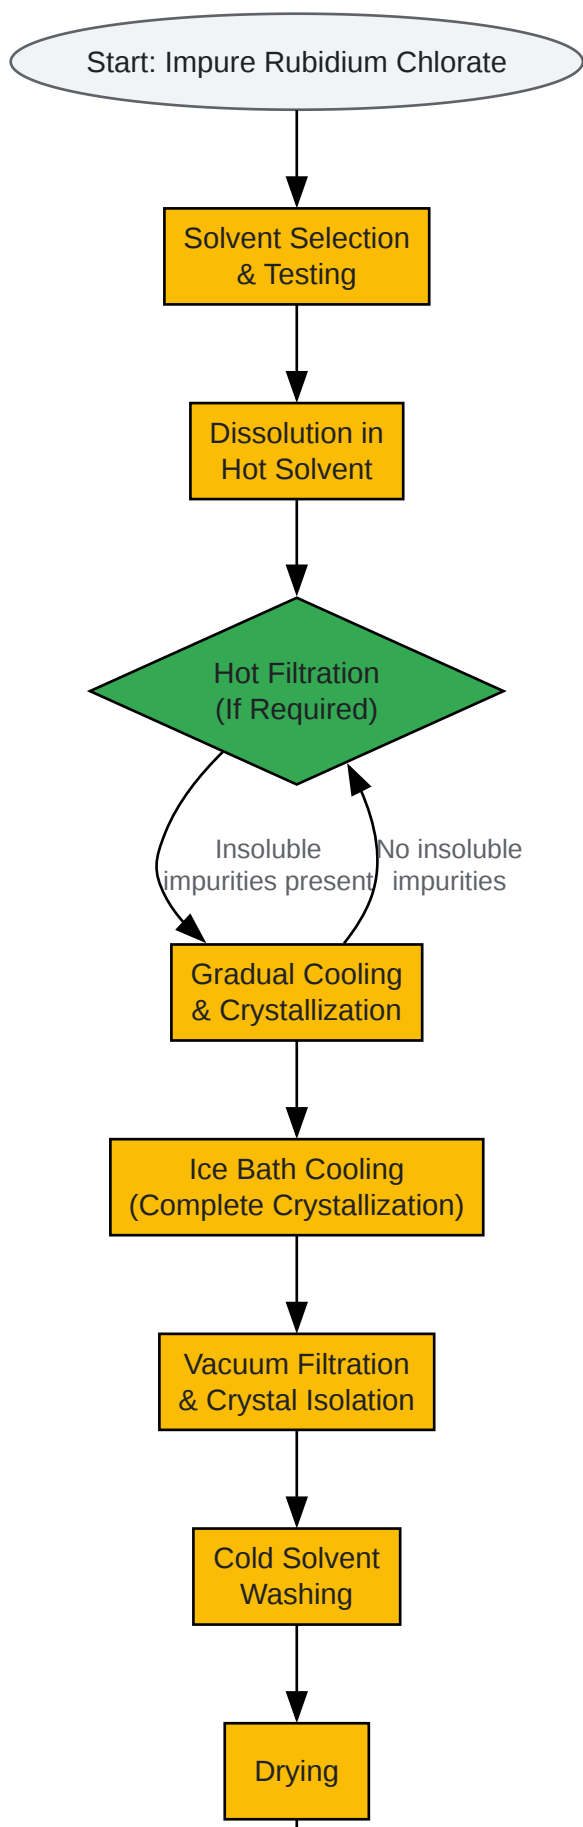 Start: Impure Rubidium Chlorate
Solvent Selection
& Testing
Dissolution in
Hot Solvent
Hot Filtration
(If Required)
Insoluble
impurities present
No insoluble
impurities
Gradual Cooling
& Crystallization
Ice Bath Cooling
(Complete Crystallization)
Vacuum Filtration
& Crystal Isolation
Cold Solvent
Washing
Drying